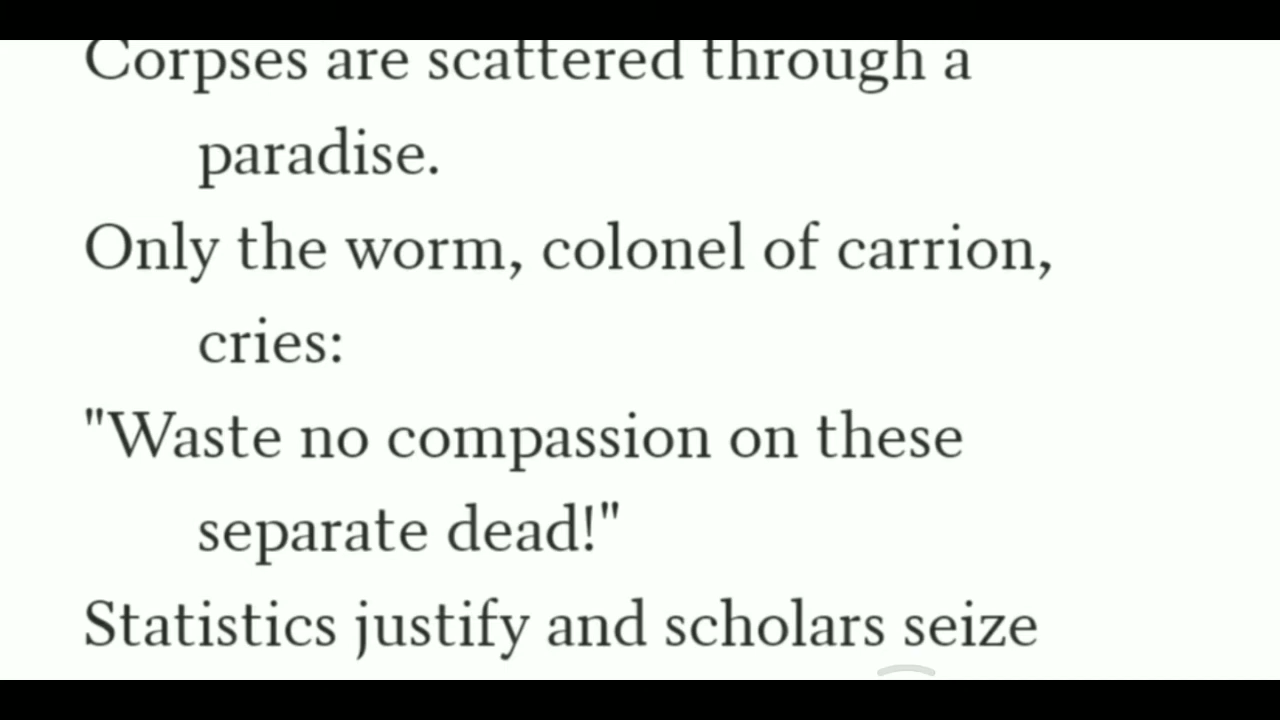 Corpses are scattered through a
paradise.
Only the worm, colonel of carrion,
cries:
"Waste no compassion on these
separate dead!"
Statistics justify and scholars seize